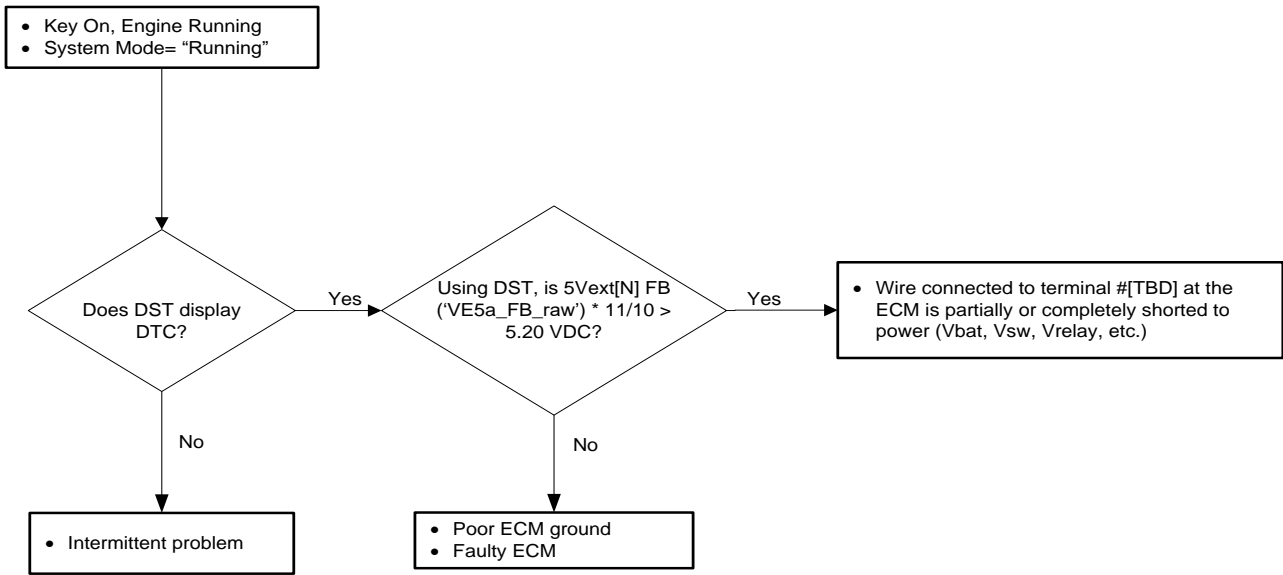 • Key On, Engine Running
• System Mode= “Running”
Does DST display
DTC?
Yes
Using DST, is 5Vext[N] FB
(‘VE5a_FB_raw’) * 11/10 >
5.20 VDC?
Yes
• Wire connected to terminal #[TBD] at the
ECM is partially or completely shorted to
power (Vbat, Vsw, Vrelay, etc.)
No
No
• Intermittent problem
• Poor ECM ground
• Faulty ECM